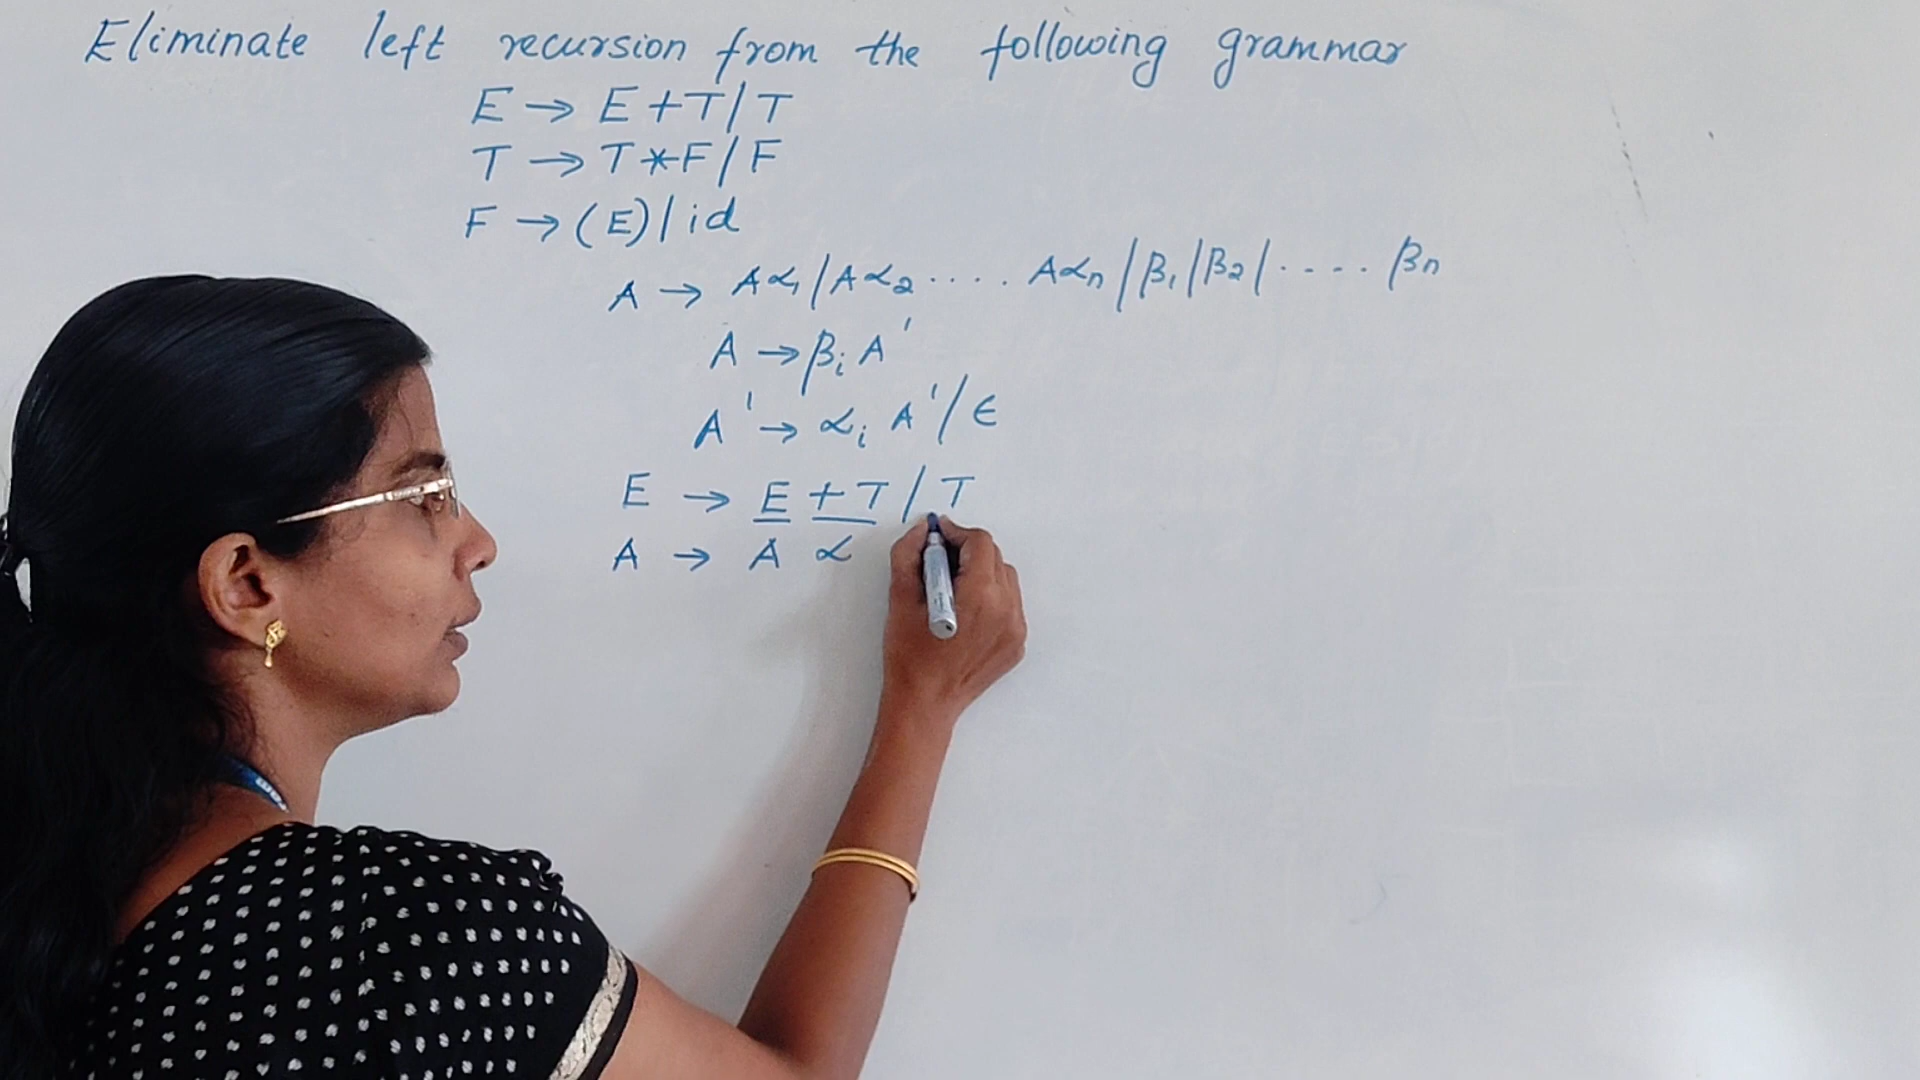 Eliminate left recursion from the following grammar
E → E+T/T
T → T*F/F
F → (E)/id
A → Aα₁/Aα₂ .... Aαn/β₁/β₂/ .... βn
A → βᵢ A'
A' → αᵢ A'/ε
E → E +T / T
A → A α